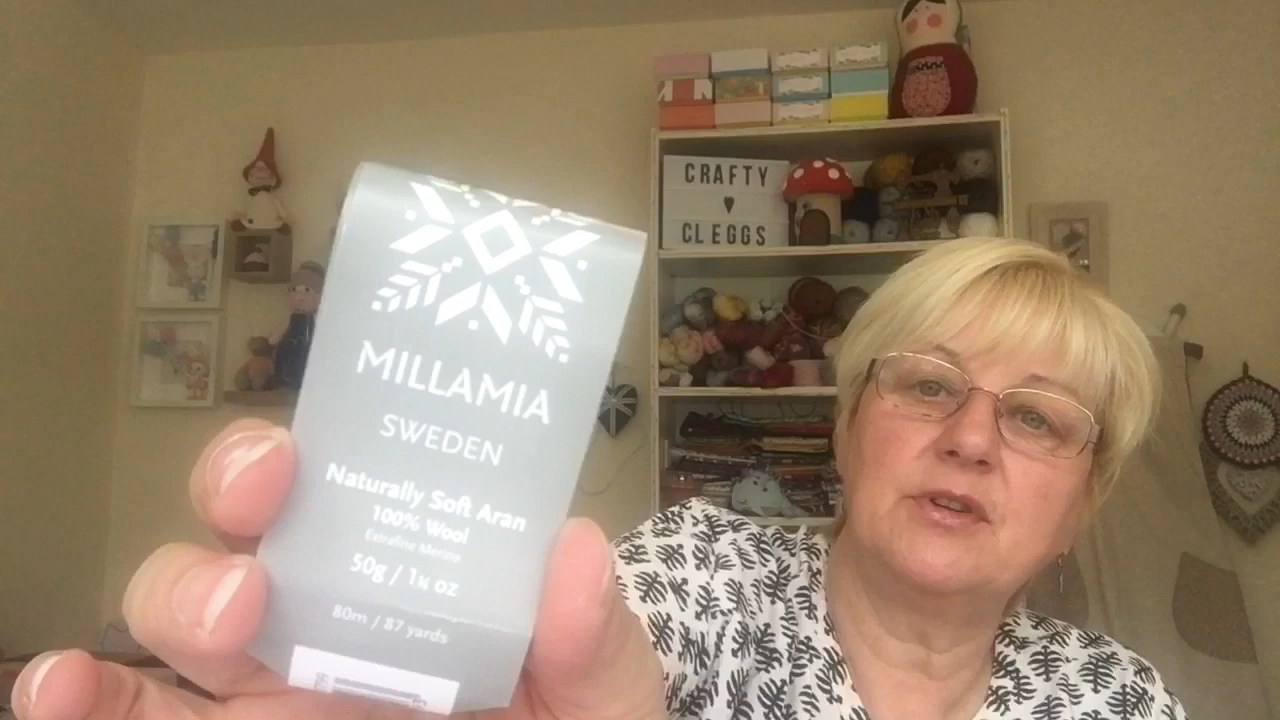 CRAFTY
♥
CLEGGS
MILLAMIA
SWEDEN
Naturally Soft Aran
100% Wool
Extrafine Merino
50g / 1¾ oz
80m / 87 yards